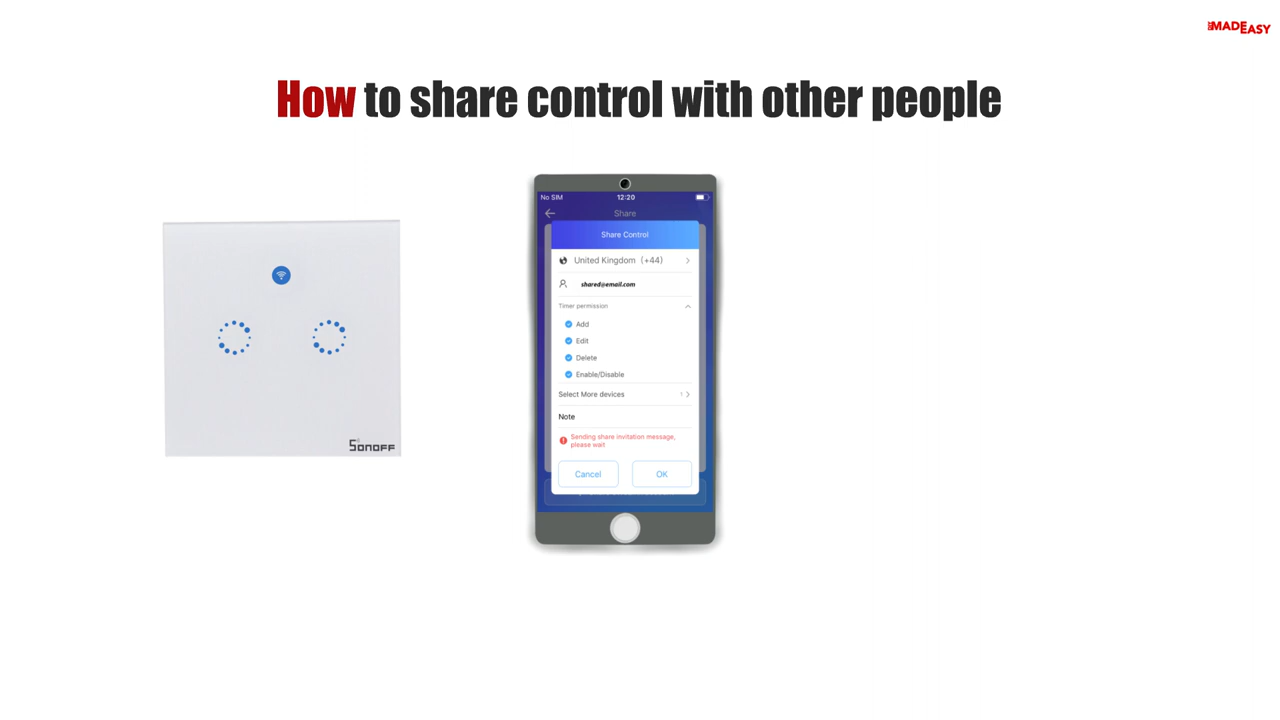 MADEEASY
How to share control with other people
No SIM 12:20
Share
Share Control
United Kingdom (+44)
shared@email.com
Timer permission
Add
Edit
Delete
Enable/Disable
Select More devices 1
Note
Sending share invitation message,
please wait
Cancel OK
SONOFF